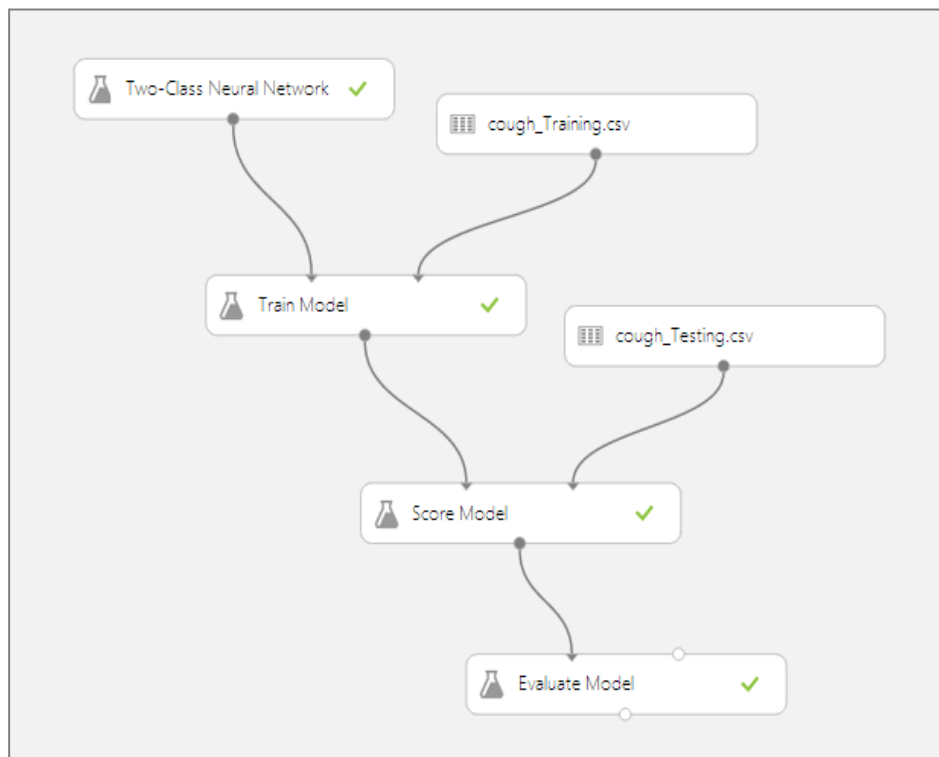 Two-Class Neural Network
cough_Training.csv
Train Model
cough_Testing.csv
Score Model
Evaluate Model